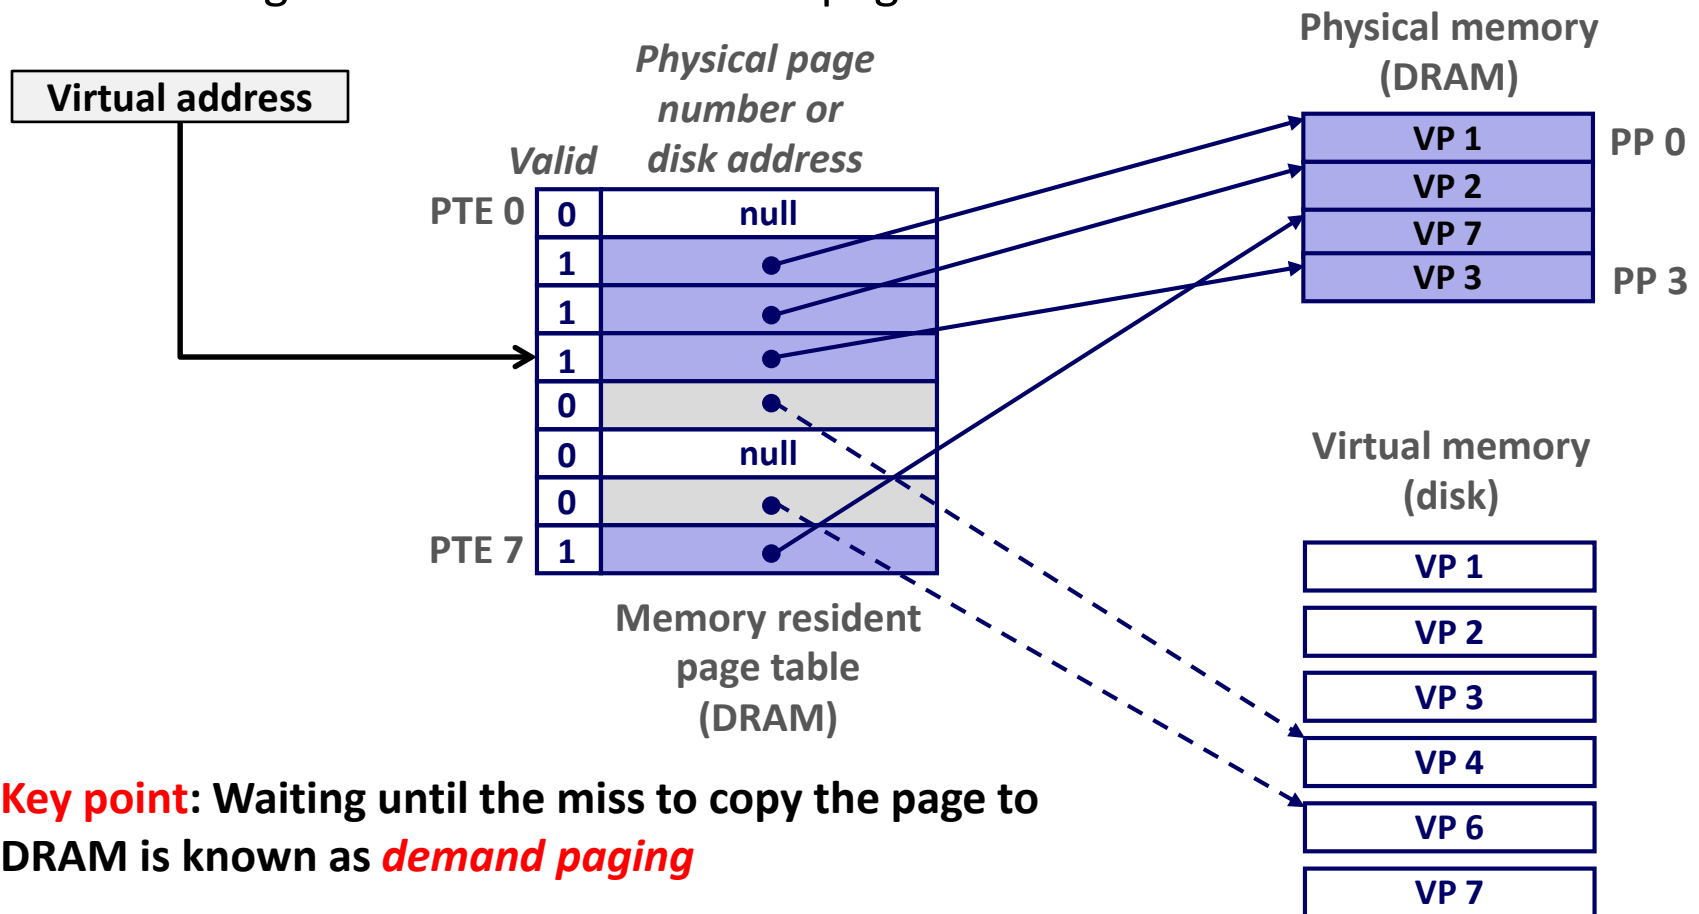 Physical memory
(DRAM)
Virtual address
Physical page
number or
disk address
Valid
PTE 0
0 null
1
1
1
0
0 null
0
PTE 7 1
Memory resident
page table
(DRAM)
VP 1 PP 0
VP 2
VP 7
VP 3 PP 3
Virtual memory
(disk)
VP 1
VP 2
VP 3
VP 4
VP 6
VP 7
Key point: Waiting until the miss to copy the page to
DRAM is known as demand paging